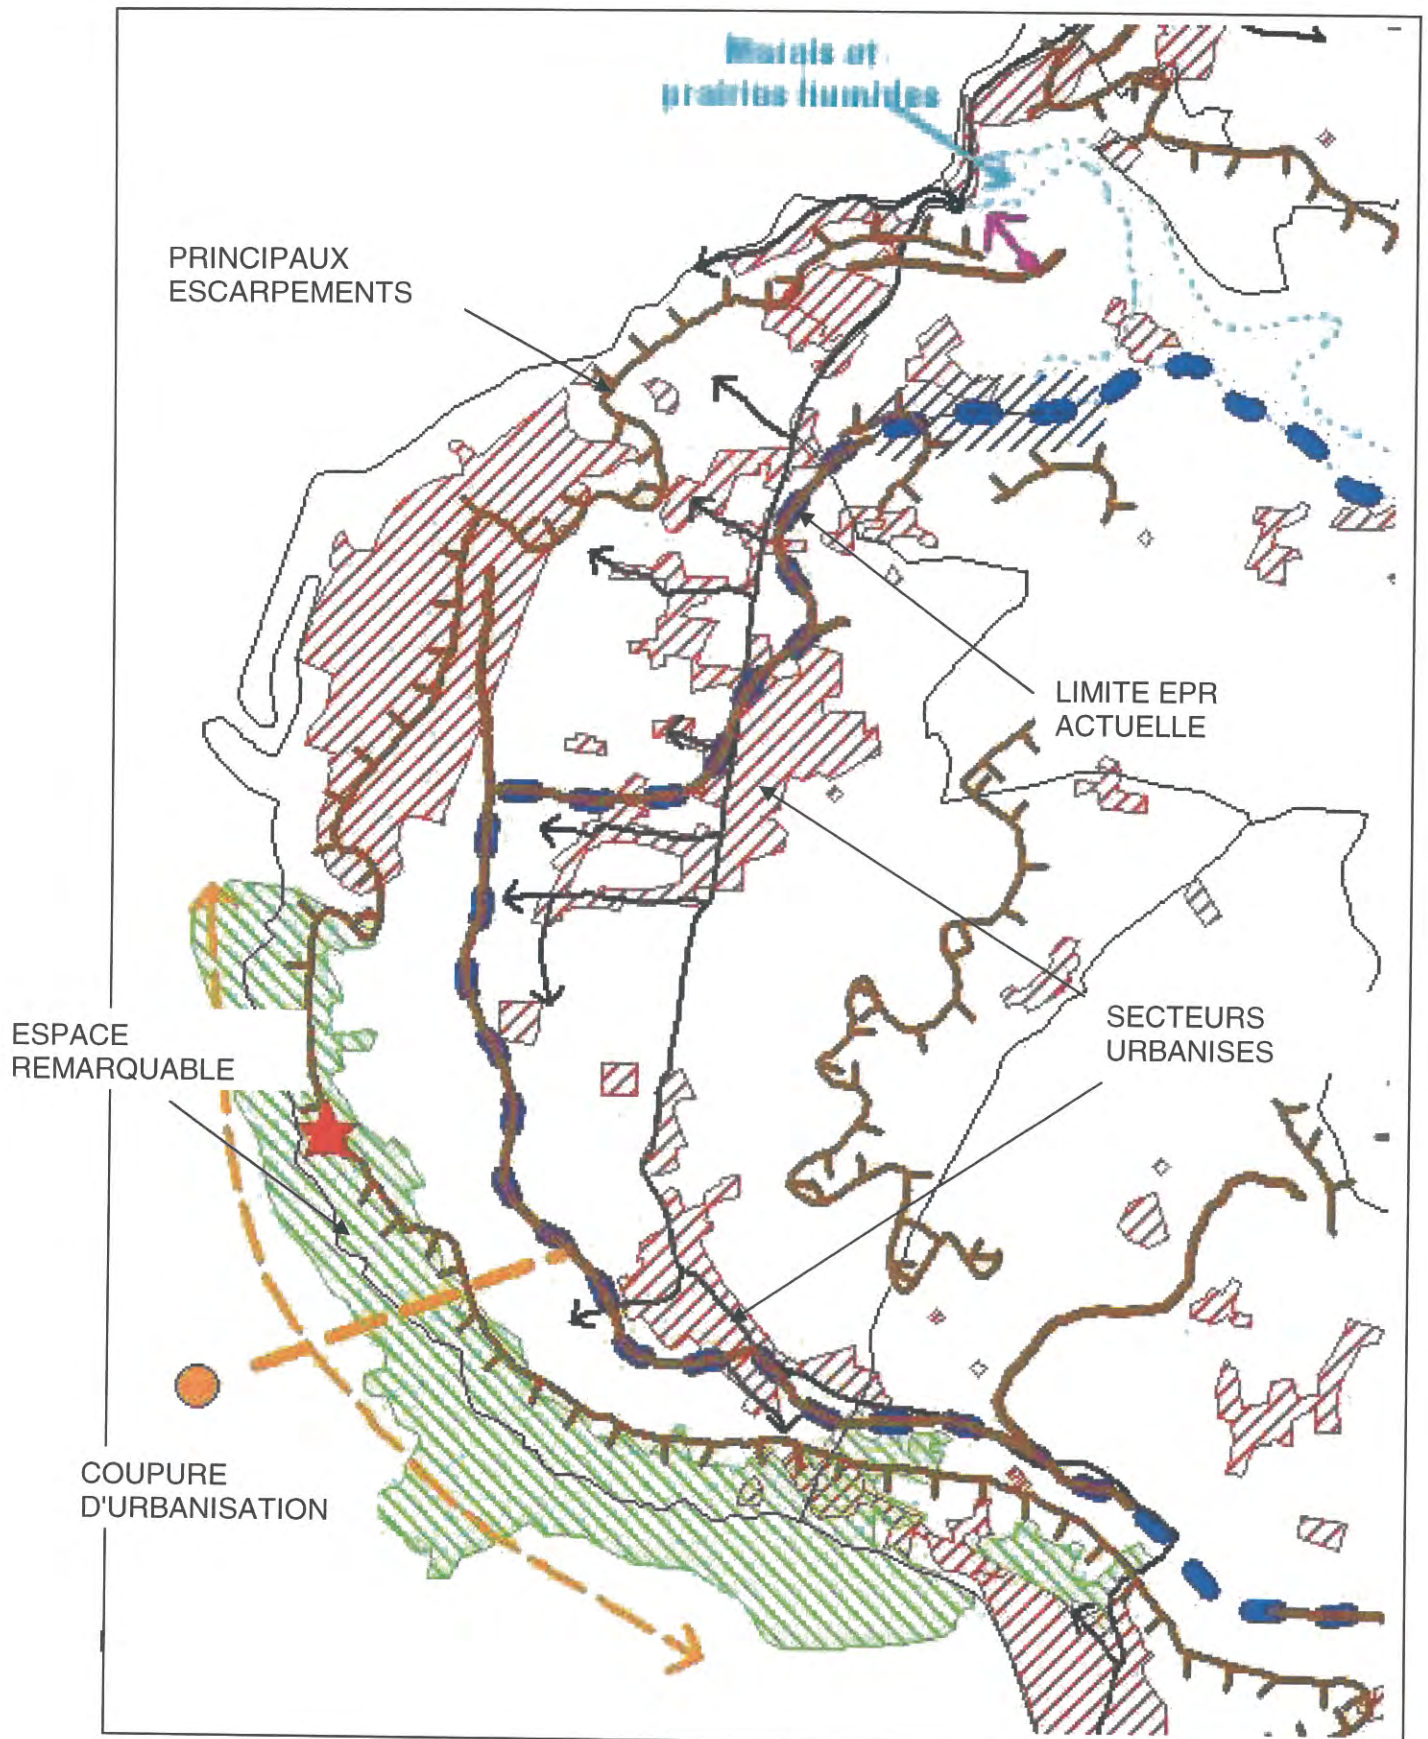 Marais et
prairies humides
PRINCIPAUX
ESCARPEMENTS
LIMITE EPR
ACTUELLE
SECTEURS
URBANISES
ESPACE
REMARQUABLE
COUPURE
D'URBANISATION